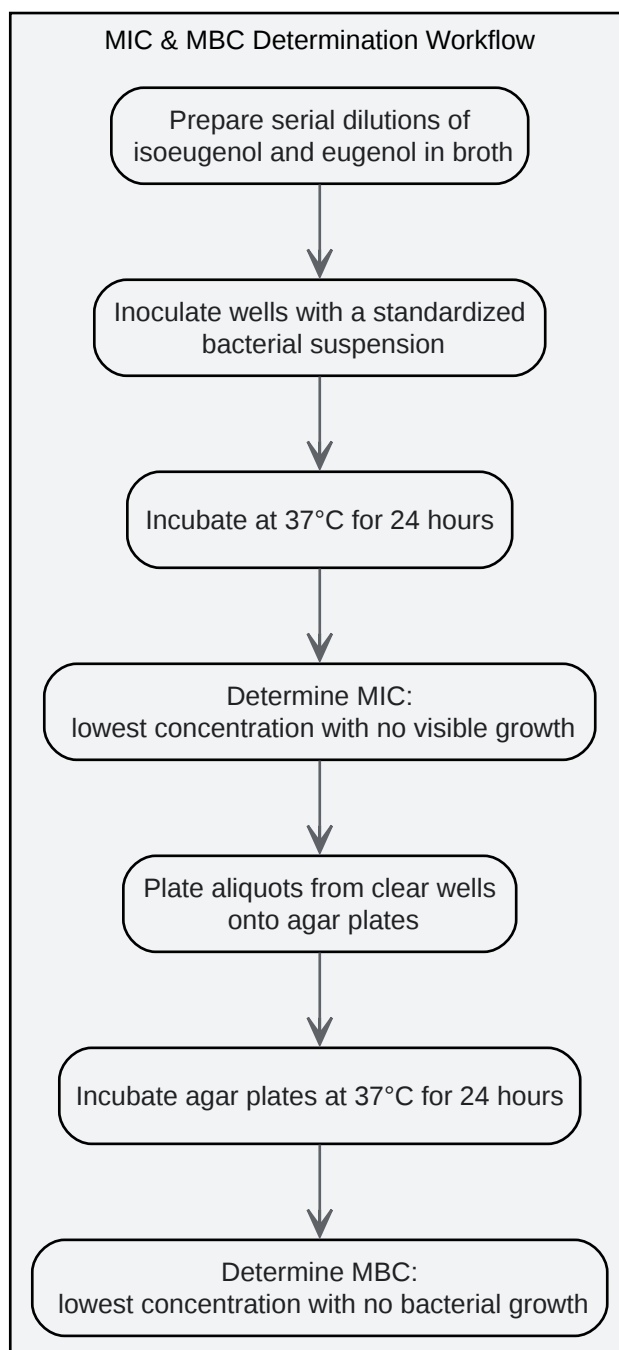 MIC & MBC Determination Workflow
Prepare serial dilutions of
isoeugenol and eugenol in broth
Inoculate wells with a standardized
bacterial suspension
Incubate at 37°C for 24 hours
Determine MIC:
lowest concentration with no visible growth
Plate aliquots from clear wells
onto agar plates
Incubate agar plates at 37°C for 24 hours
Determine MBC:
lowest concentration with no bacterial growth